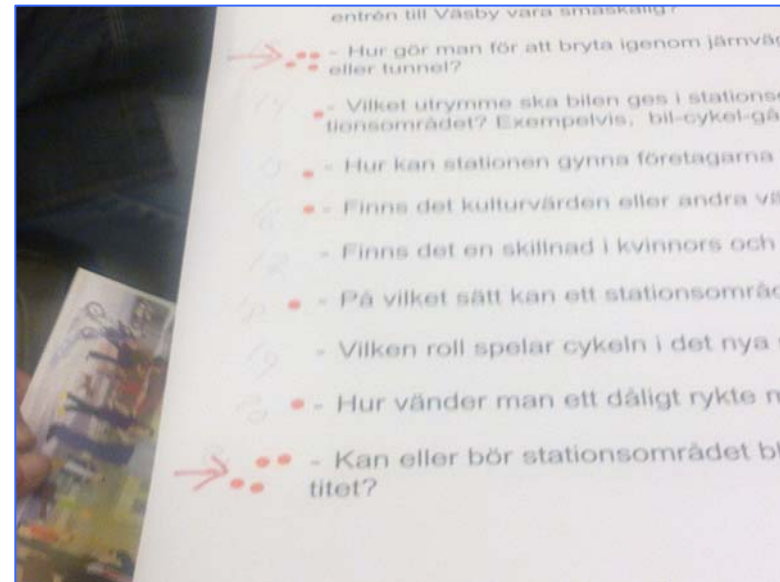 entrén till Väsby vara småskalig?
- Hur gör man för att bryta igenom järnväg
eller tunnel?
- Vilket utrymme ska bilen ges i stationso
tionsområdet? Exempelvis, bil-cykel-gå
- Hur kan stationen gynna företagarna
- Finns det kulturvärden eller andra vä
- Finns det en skillnad i kvinnors och
- På vilket sätt kan ett stationsområd
- Vilken roll spelar cykeln i det nya
- Hur vänder man ett dåligt rykte
- Kan eller bör stationsområdet bl
titet?